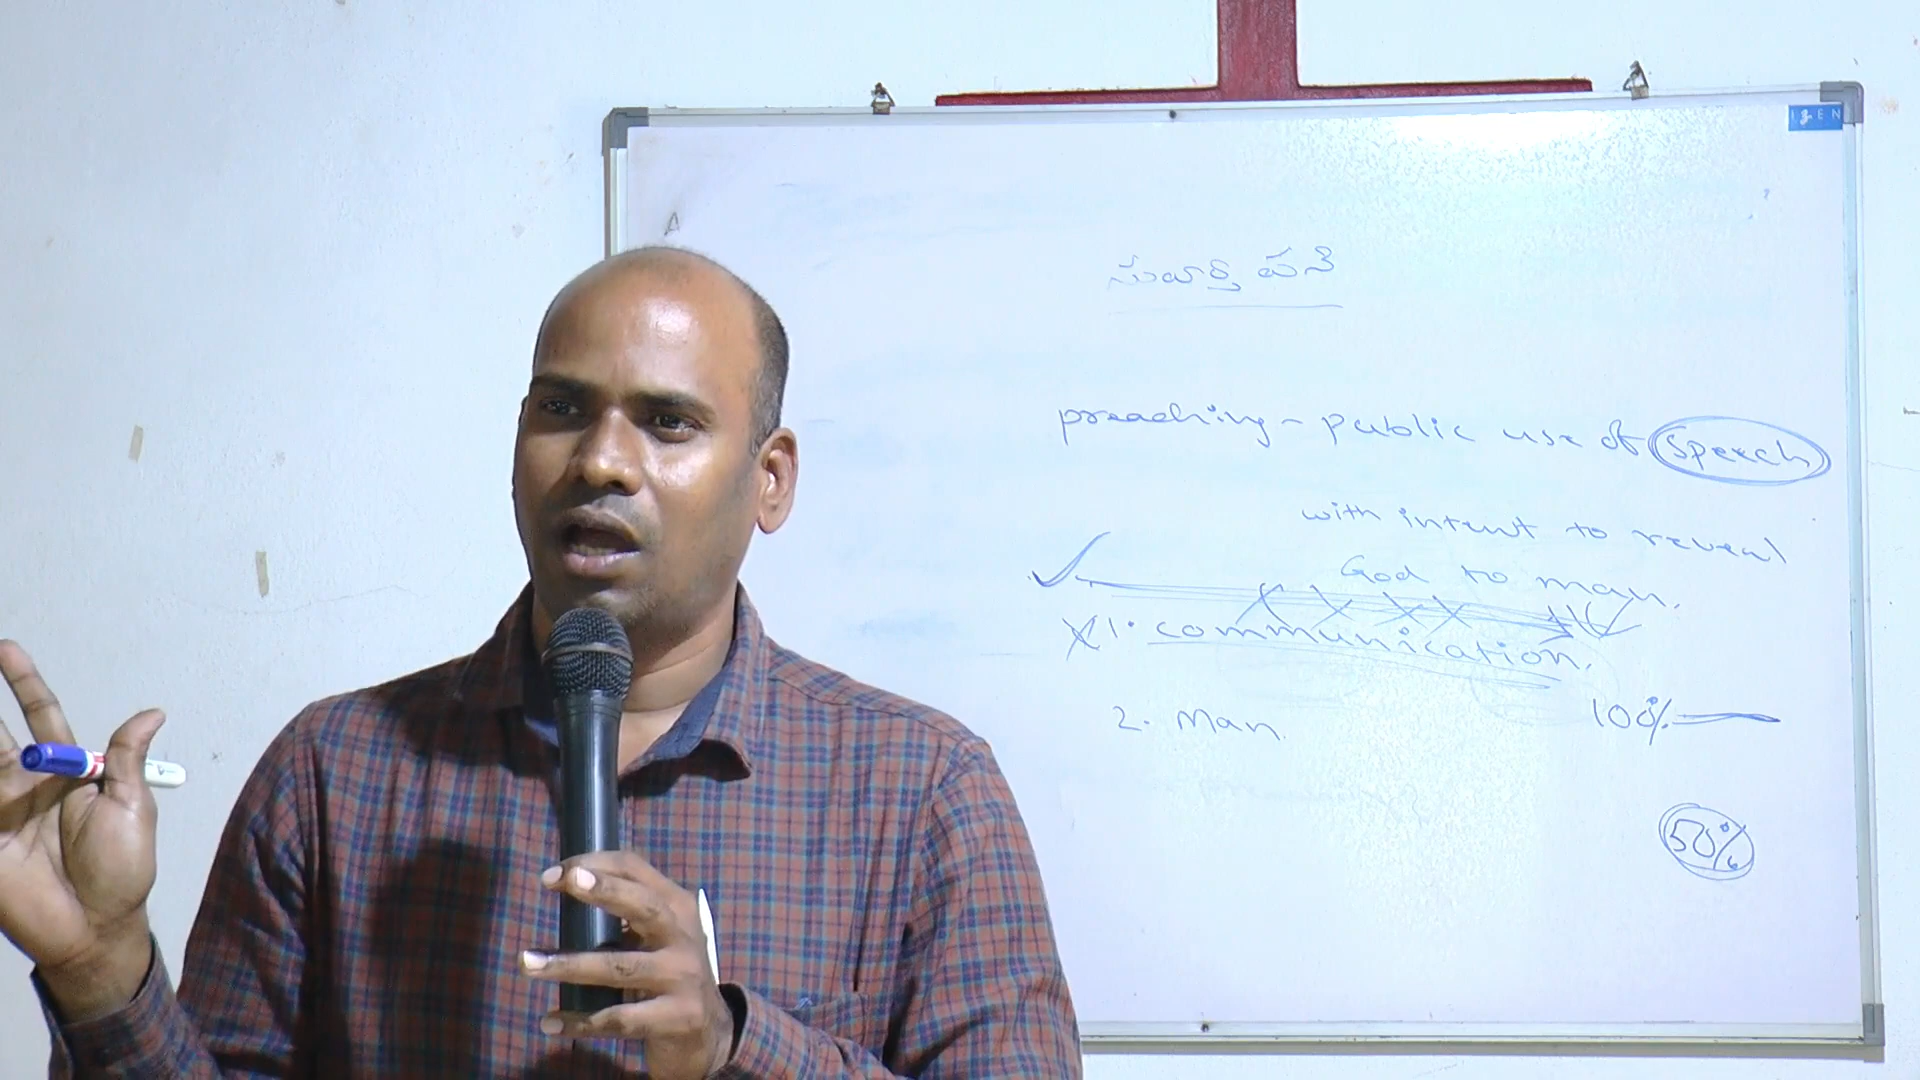 A
సువార్త పని
preaching - public use of speech
with intent to reveal
God to man.
1. communication.
2. Man.
100%
50%